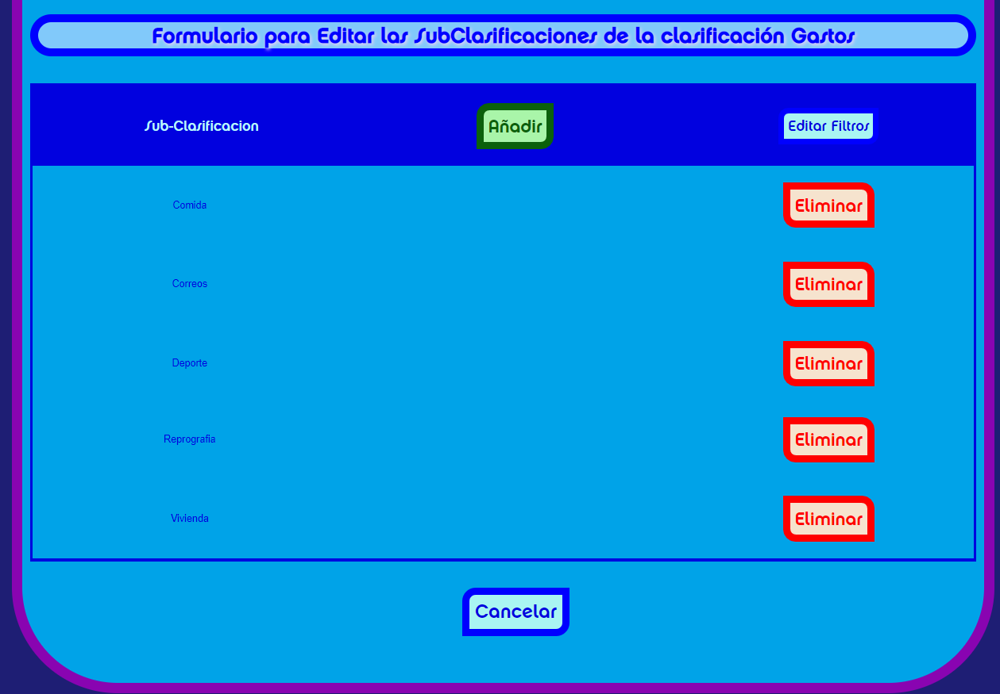 Formulario para Editar las SubClasificaciones de la clasificación Gastos
Sub-Clasificacion Añadir Editar Filtros
Comida Eliminar
Correos Eliminar
Deporte Eliminar
Reprografía Eliminar
Vivienda Eliminar
Cancelar